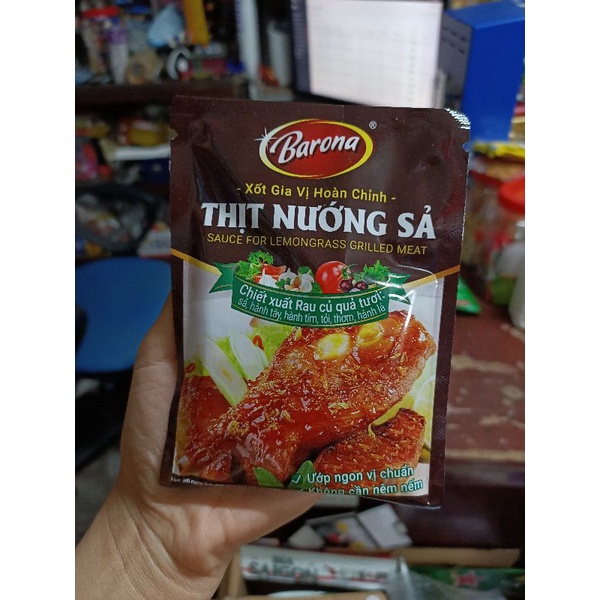 Barona®
- Xốt Gia Vị Hoàn Chỉnh -
THỊT NƯỚNG SẢ
SAUCE FOR LEMONGRASS GRILLED MEAT
Chiết xuất Rau củ quả tươi:
sả, hành tây, hành tím, tỏi, thơm, hành lá
✓ Ướp ngon vị chuẩn
✓ Không cần nêm nếm
SAIGON